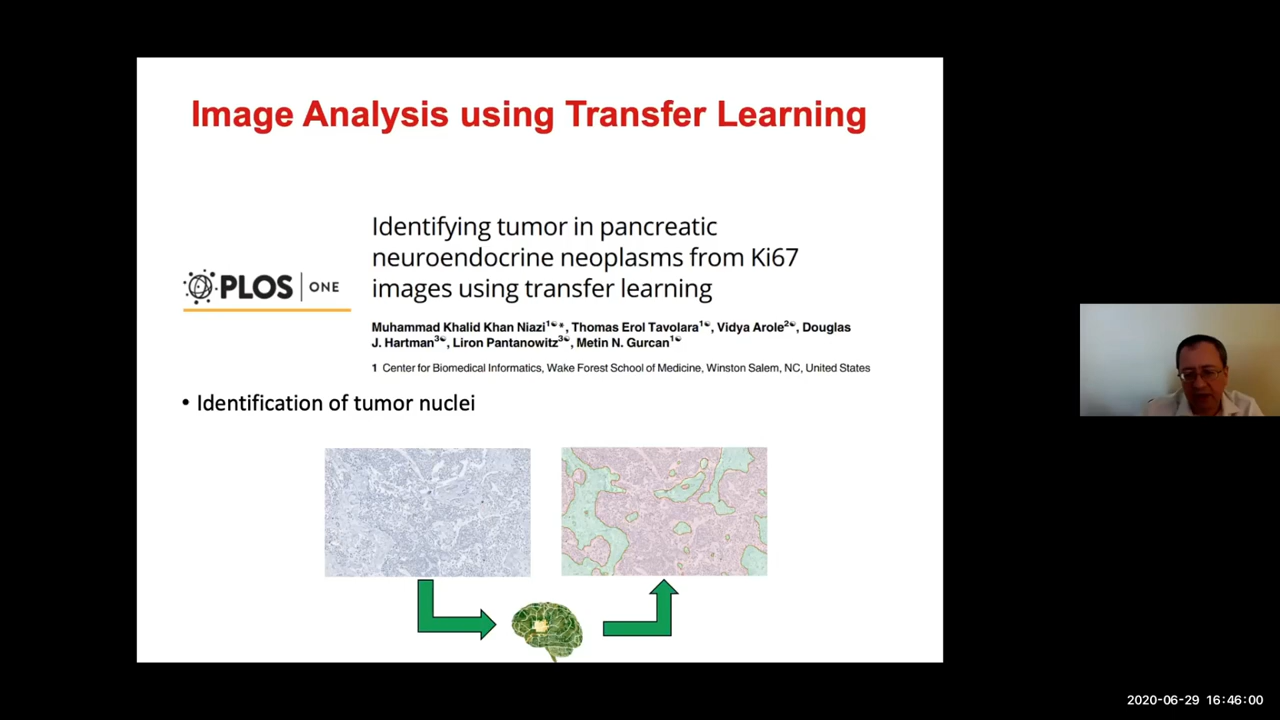 Image Analysis using Transfer Learning
Identifying tumor in pancreatic
neuroendocrine neoplasms from Ki67
images using transfer learning
PLOS | ONE
Muhammad Khalid Khan Niazi1☯*, Thomas Erol Tavolara1☯, Vidya Arole2☯, Douglas
J. Hartman3☯, Liron Pantanowitz3☯, Metin N. Gurcan1☯
1 Center for Biomedical Informatics, Wake Forest School of Medicine, Winston Salem, NC, United States
• Identification of tumor nuclei
2020-06-29 16:46:00